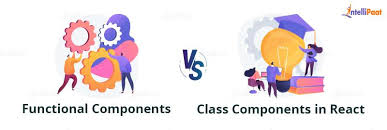 IntelliPaat
VS
Functional Components
Class Components in React